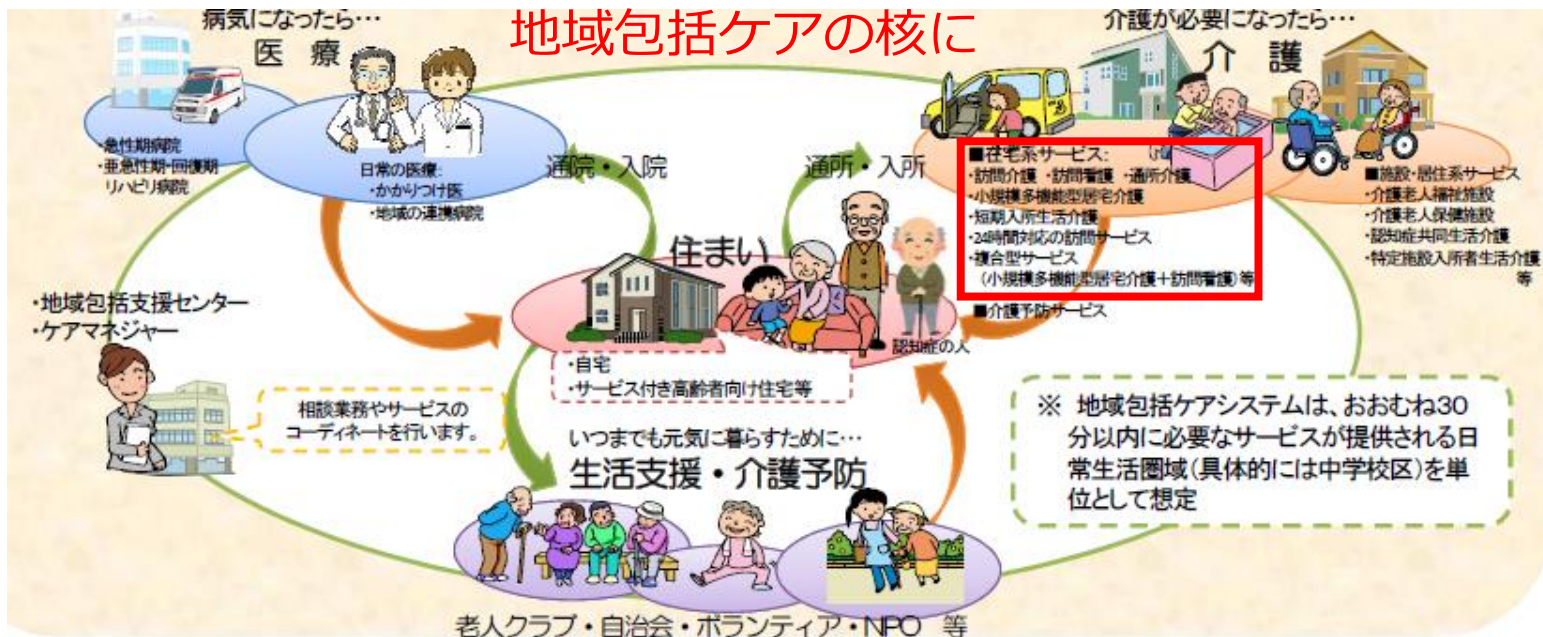 地域包括ケアの核に
病気になったら…
医 療
・急性期病院
・亜急性期・回復期
リハビリ病院
日常の医療:
・かかりつけ医
・地域の連携病院
通院・入院
通所・入所
介護が必要になったら…
介 護
■在宅系サービス:
・訪問介護 ・訪問看護 ・通所介護
・小規模多機能型居宅介護
・短期入所生活介護
・24時間対応の訪問サービス
・複合型サービス
(小規模多機能型居宅介護+訪問看護)等
■介護予防サービス
■施設・居住系サービス
・介護老人福祉施設
・介護老人保健施設
・認知症共同生活介護
・特定施設入所者生活介護
等
住まい
認知症の人
・自宅
・サービス付き高齢者向け住宅等
・地域包括支援センター
・ケアマネジャー
相談業務やサービスの
コーディネートを行います。
いつまでも元気に暮らすために…
生活支援・介護予防
老人クラブ・自治会・ボランティア・NPO 等
※ 地域包括ケアシステムは、おおむね30
分以内に必要なサービスが提供される日
常生活圏域(具体的には中学校区)を単
位として想定